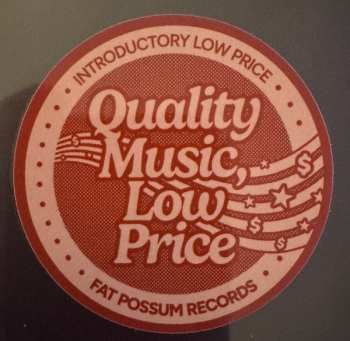 INTRODUCTORY LOW PRICE
Quality
Music,
Low
Price
FAT POSSUM RECORDS